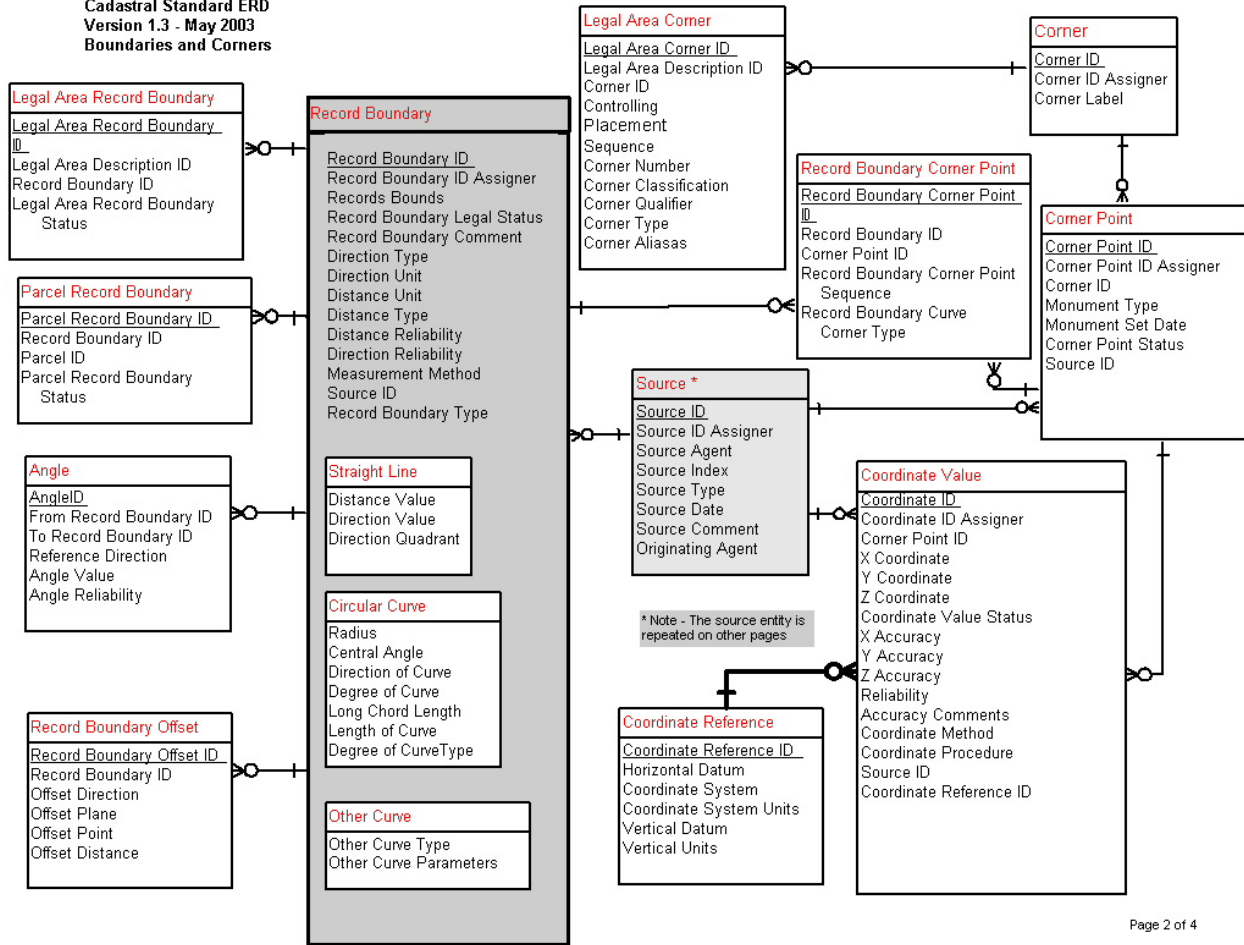 Cadastral Standard ERD
Version 1.3 - May 2003
Boundaries and Corners
Legal Area Record Boundary
Legal Area Record Boundary
ID
Legal Area Description ID
Record Boundary ID
Legal Area Record Boundary
Status
Parcel Record Boundary
Parcel Record Boundary ID
Record Boundary ID
Parcel ID
Parcel Record Boundary
Status
Angle
AngleID
From Record Boundary ID
To Record Boundary ID
Reference Direction
Angle Value
Angle Reliability
Record Boundary Offset
Record Boundary Offset ID
Record Boundary ID
Offset Direction
Offset Plane
Offset Point
Offset Distance
Record Boundary
Record Boundary ID
Record Boundary ID Assigner
Records Bounds
Record Boundary Legal Status
Record Boundary Comment
Direction Type
Direction Unit
Distance Unit
Distance Type
Distance Reliability
Direction Reliability
Measurement Method
Source ID
Record Boundary Type
Straight Line
Distance Value
Direction Value
Direction Quadrant
Circular Curve
Radius
Central Angle
Direction of Curve
Degree of Curve
Long Chord Length
Length of Curve
Degree of CurveType
Other Curve
Other Curve Type
Other Curve Parameters
Legal Area Corner
Legal Area Corner ID
Legal Area Description ID
Corner ID
Controlling
Placement
Sequence
Corner Number
Corner Classification
Corner Qualifier
Corner Type
Corner Aliasas
Corner
Corner ID
Corner ID Assigner
Corner Label
Record Boundary Corner Point
Record Boundary Corner Point
ID
Record Boundary ID
Corner Point ID
Record Boundary Corner Point
Sequence
Record Boundary Curve
Corner Type
Corner Point
Corner Point ID
Corner Point ID Assigner
Corner ID
Monument Type
Monument Set Date
Corner Point Status
Source ID
Source *
Source ID
Source ID Assigner
Source Agent
Source Index
Source Type
Source Date
Source Comment
Originating Agent
* Note - The source entity is
repeated on other pages
Coordinate Reference
Coordinate Reference ID
Horizontal Datum
Coordinate System
Coordinate System Units
Vertical Datum
Vertical Units
Coordinate Value
Coordinate ID
Coordinate ID Assigner
Corner Point ID
X Coordinate
Y Coordinate
Z Coordinate
Coordinate Value Status
X Accuracy
Y Accuracy
Z Accuracy
Reliability
Accuracy Comments
Coordinate Method
Coordinate Procedure
Source ID
Coordinate Reference ID
Page 2 of 4